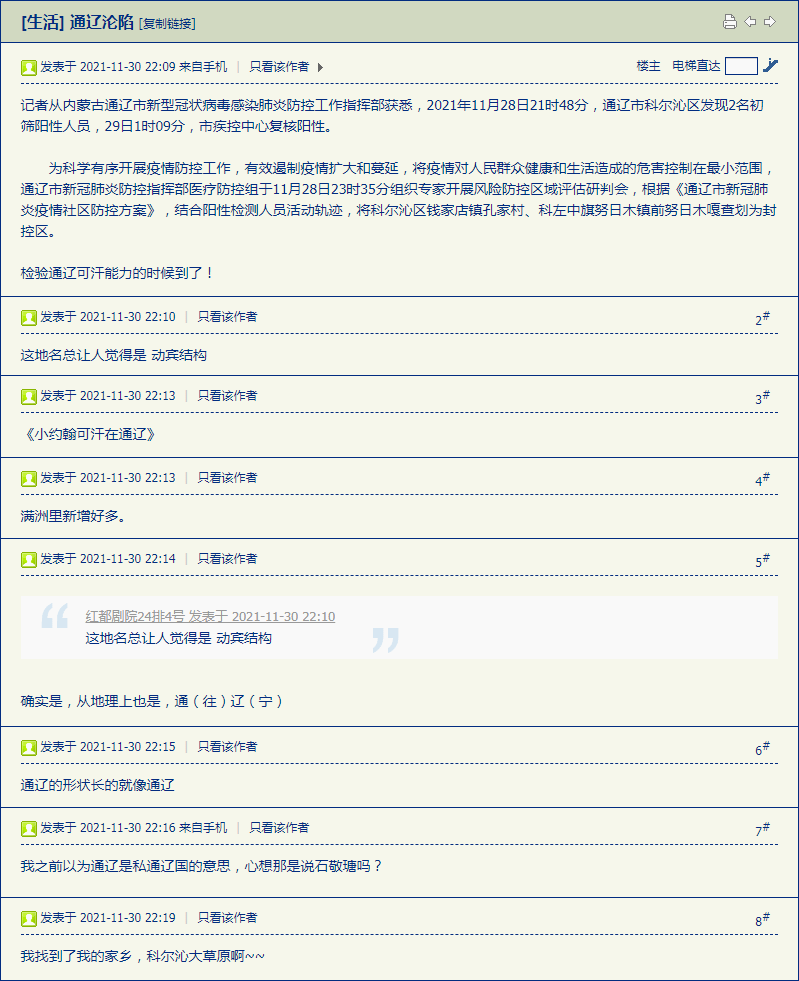 [生活] 通辽沦陷 [复制链接]
发表于 2021-11-30 22:09 来自手机 | 只看该作者
楼主 电梯直达
记者从内蒙古通辽市新型冠状病毒感染肺炎防控工作指挥部获悉，2021年11月28日21时48分，通辽市科尔沁区发现2名初
筛阳性人员，29日1时09分，市疾控中心复核阳性。
为科学有序开展疫情防控工作，有效遏制疫情扩大和蔓延，将疫情对人民群众健康和生活造成的危害控制在最小范围，
通辽市新冠肺炎防控指挥部医疗防控组于11月28日23时35分组织专家开展风险防控区域评估研判会，根据《通辽市新冠肺
炎疫情社区防控方案》，结合阳性检测人员活动轨迹，将科尔沁区钱家店镇孔家村、科左中旗努日木镇前努日木嘎查划为封
控区。
检验通辽可汗能力的时候到了！
发表于 2021-11-30 22:10 | 只看该作者
2#
这地名总让人觉得是 动宾结构
发表于 2021-11-30 22:13 | 只看该作者
3#
《小约翰可汗在通辽》
发表于 2021-11-30 22:13 | 只看该作者
4#
满洲里新增好多。
发表于 2021-11-30 22:14 | 只看该作者
5#
红都剧院24排4号 发表于 2021-11-30 22:10
这地名总让人觉得是 动宾结构
确实是，从地理上也是，通（往）辽（宁）
发表于 2021-11-30 22:15 | 只看该作者
6#
通辽的形状长的就像通辽
发表于 2021-11-30 22:16 来自手机 | 只看该作者
7#
我之前以为通辽是私通辽国的意思，心想那是说石敬瑭吗？
发表于 2021-11-30 22:19 | 只看该作者
8#
我找到了我的家乡，科尔沁大草原啊~~